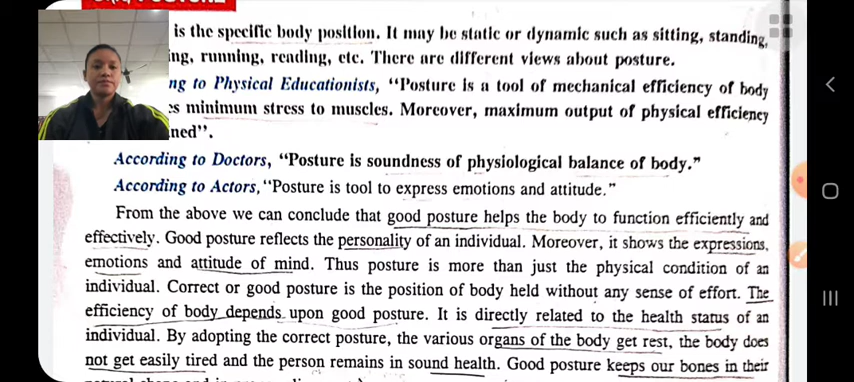 is the specific body position. It may be static or dynamic such as sitting, standing,
ing, running, reading, etc. There are different views about posture.
ng to Physical Educationists, “Posture is a tool of mechanical efficiency of body
es minimum stress to muscles. Moreover, maximum output of physical efficiency
ned”.
According to Doctors, “Posture is soundness of physiological balance of body.”
According to Actors, “Posture is tool to express emotions and attitude.”
From the above we can conclude that good posture helps the body to function efficiently and
effectively. Good posture reflects the personality of an individual. Moreover, it shows the expressions,
emotions and attitude of mind. Thus posture is more than just the physical condition of an
individual. Correct or good posture is the position of body held without any sense of effort. The
efficiency of body depends upon good posture. It is directly related to the health status of an
individual. By adopting the correct posture, the various organs of the body get rest, the body does
not get easily tired and the person remains in sound health. Good posture keeps our bones in their